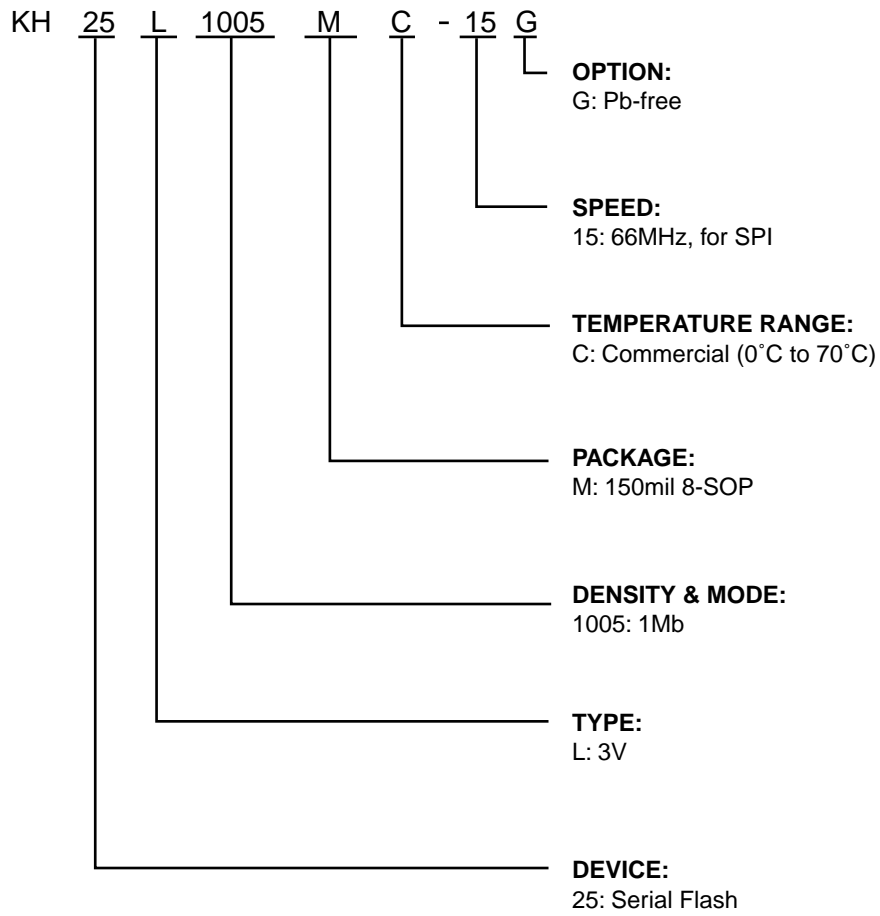 KH 25 L 1005 M C - 15 G
OPTION:
G: Pb-free
SPEED:
15: 66MHz, for SPI
TEMPERATURE RANGE:
C: Commercial (0˚C to 70˚C)
PACKAGE:
M: 150mil 8-SOP
DENSITY & MODE:
1005: 1Mb
TYPE:
L: 3V
DEVICE:
25: Serial Flash